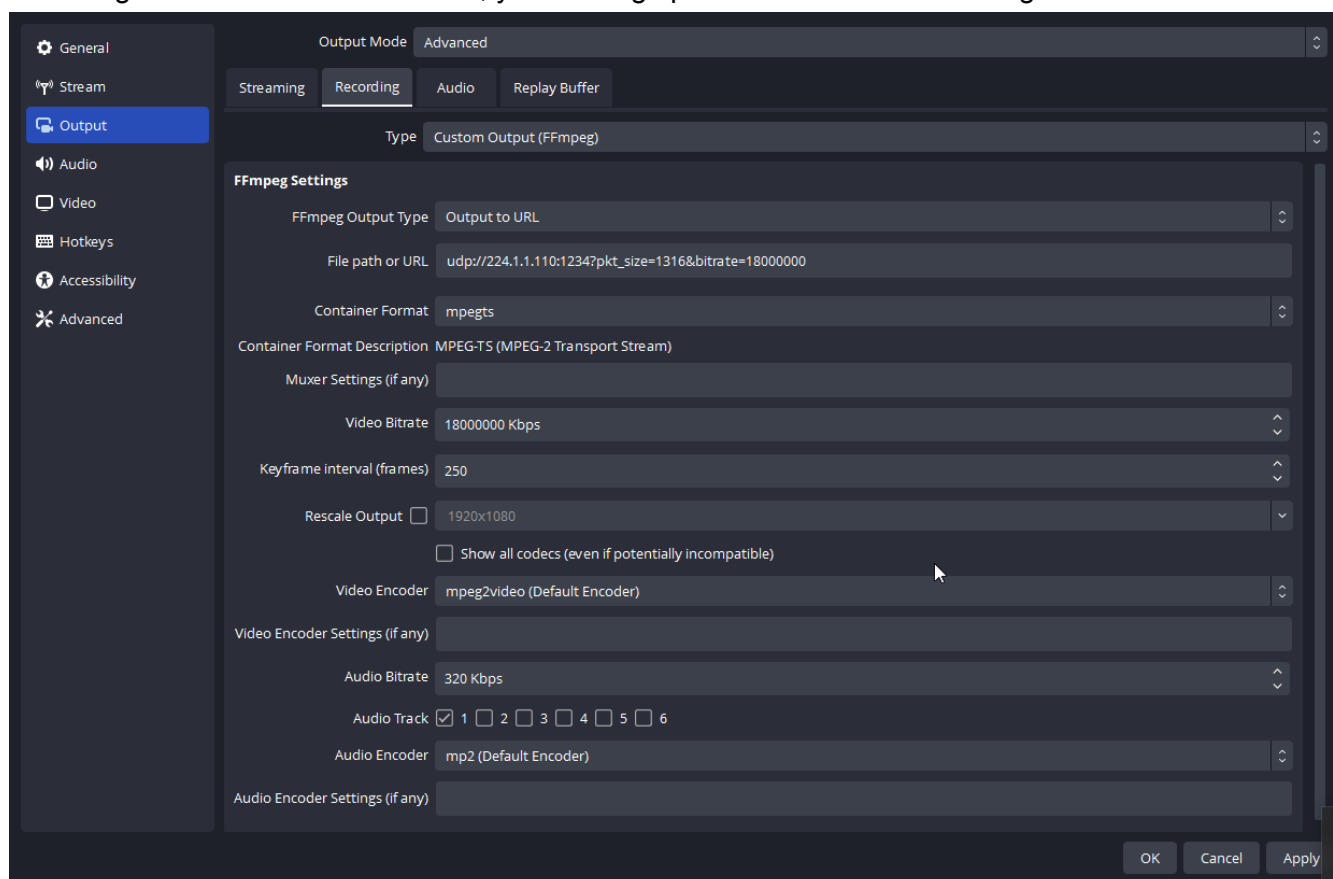 General
Stream
Output
Audio
Video
Hotkeys
Accessibility
Advanced
Output Mode Advanced
Streaming Recording Audio Replay Buffer
Type Custom Output (FFmpeg)
FFmpeg Settings
FFmpeg Output Type Output to URL
File path or URL udp://224.1.1.110:1234?pkt_size=1316&bitrate=18000000
Container Format mpegts
Container Format Description MPEG-TS (MPEG-2 Transport Stream)
Muxer Settings (if any)
Video Bitrate 18000000 Kbps
Keyframe interval (frames) 250
Rescale Output 1920x1080
Show all codecs (even if potentially incompatible)
Video Encoder mpeg2video (Default Encoder)
Video Encoder Settings (if any)
Audio Bitrate 320 Kbps
Audio Track 1 2 3 4 5 6
Audio Encoder mp2 (Default Encoder)
Audio Encoder Settings (if any)
OK Cancel Apply